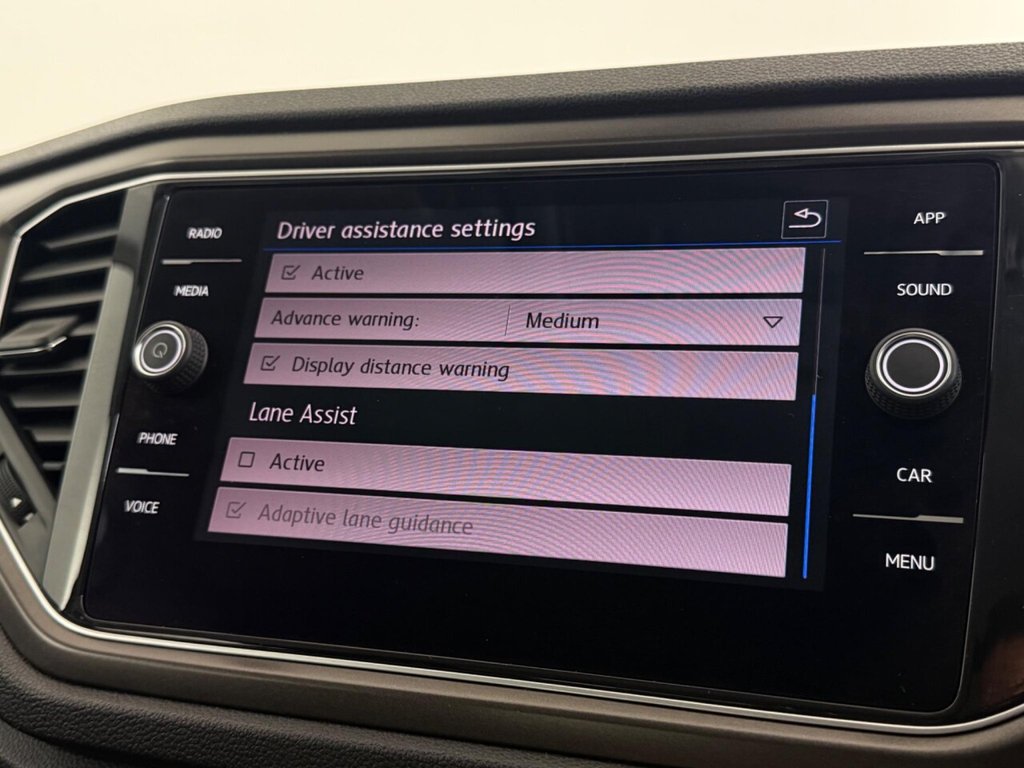 RADIO
MEDIA
PHONE
VOICE
Driver assistance settings
Active
Advance warning: Medium
Display distance warning
Lane Assist
Active
Adaptive lane guidance
APP
SOUND
CAR
MENU